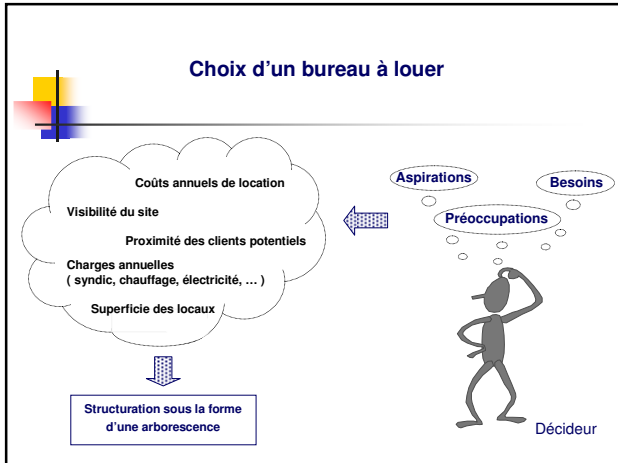 Choix d'un bureau à louer
Coûts annuels de location
Visibilité du site
Proximité des clients potentiels
Charges annuelles
( syndic, chauffage, électricité, ... )
Superficie des locaux
Structuration sous la forme
d'une arborescence
Aspirations
Besoins
Préoccupations
Décideur